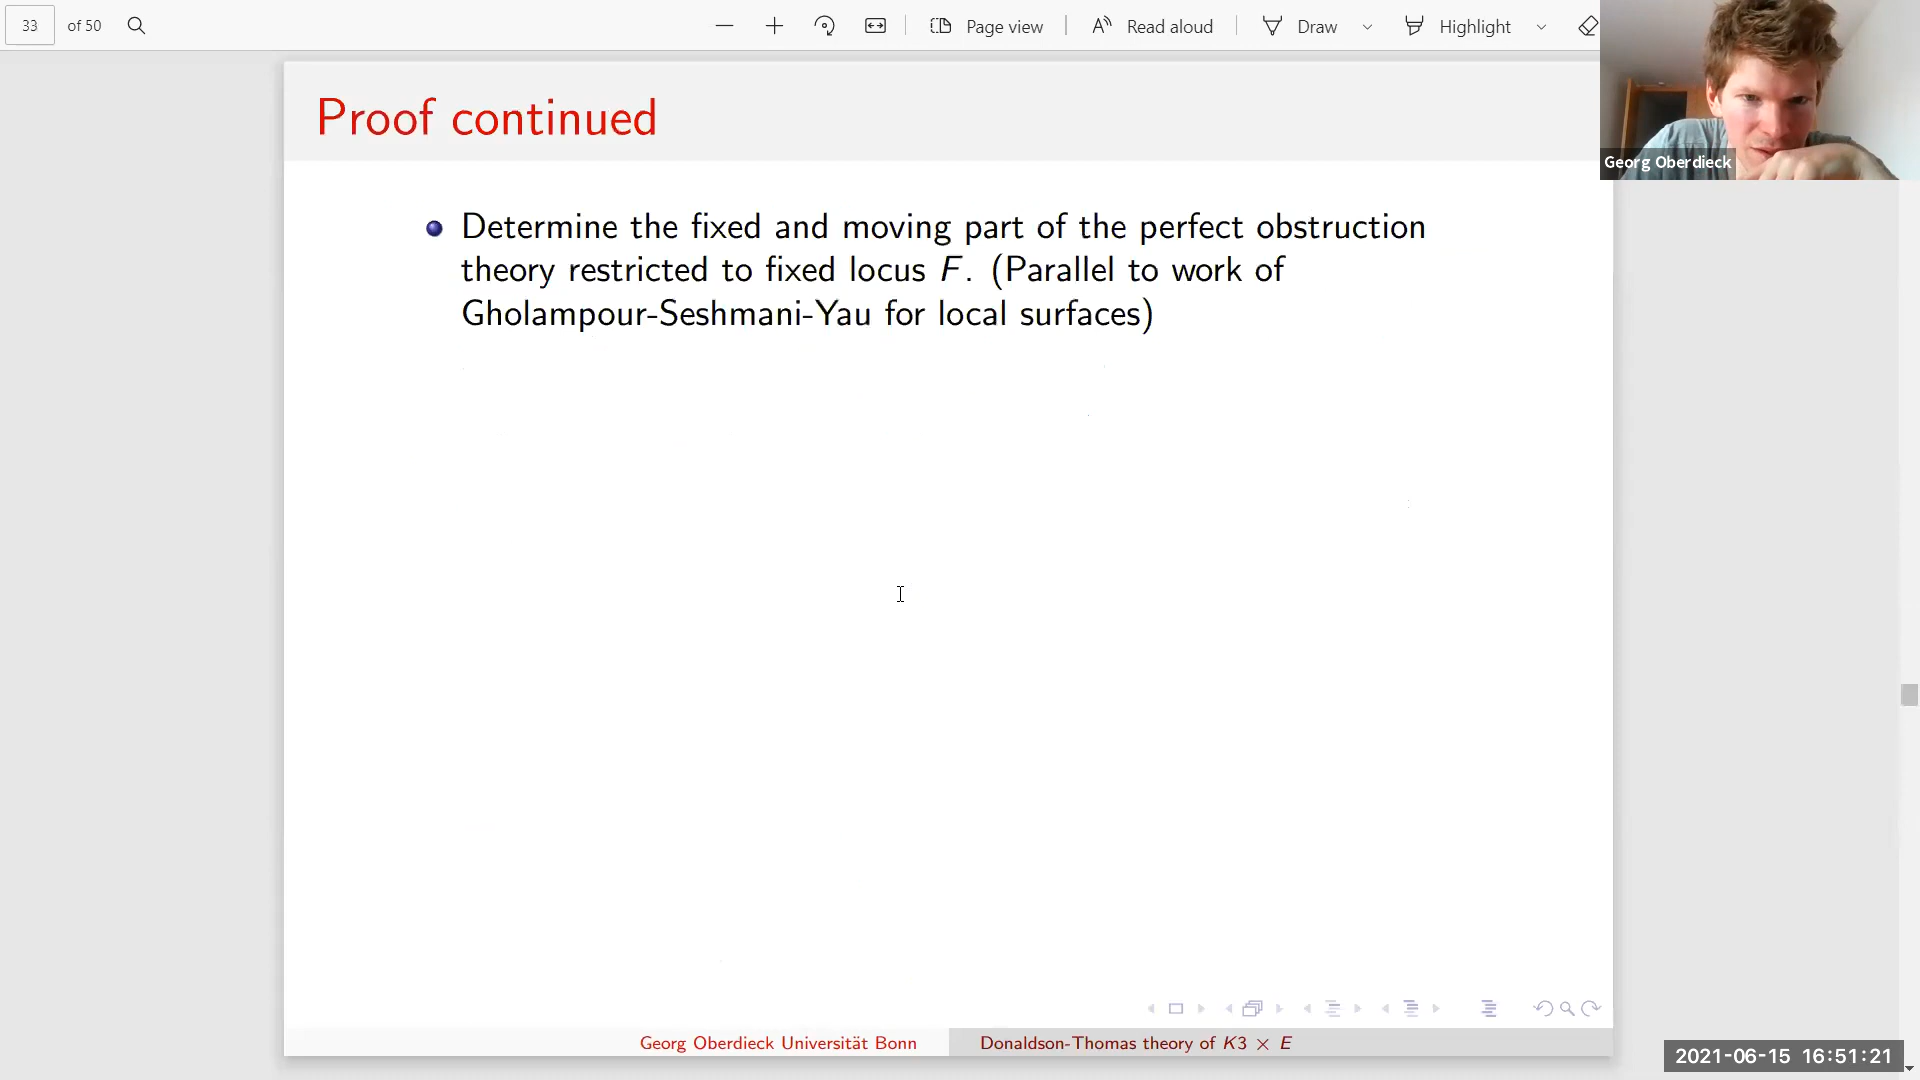 33 of 50 Page view Read aloud Draw Highlight
Proof continued
Georg Oberdieck
Determine the fixed and moving part of the perfect obstruction
theory restricted to fixed locus F. (Parallel to work of
Gholampour-Seshmani-Yau for local surfaces)
Georg Oberdieck Universität Bonn Donaldson-Thomas theory of K3 × E
2021-06-15 16:51:21